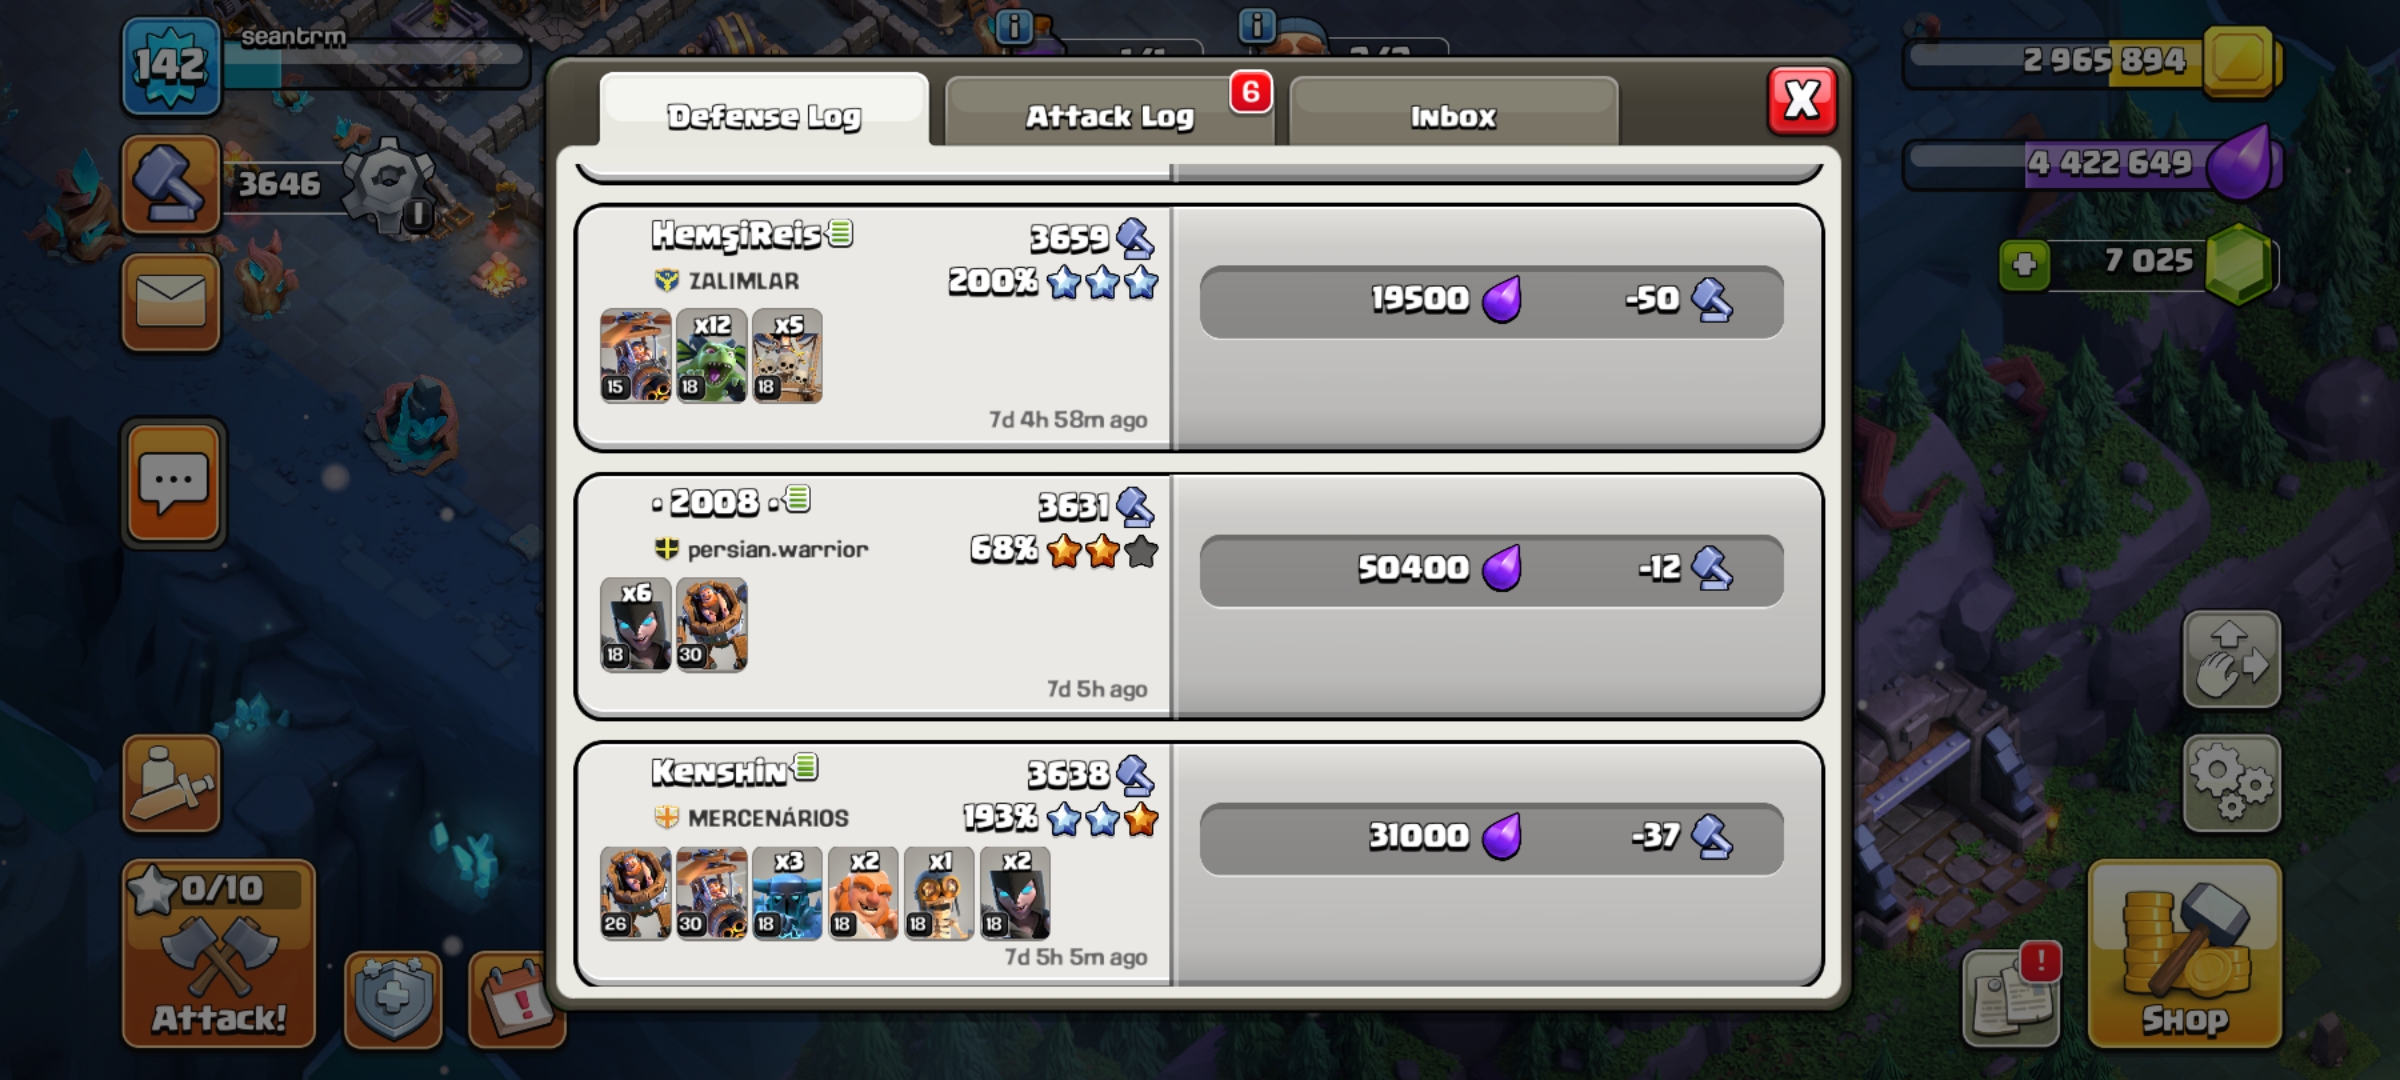 142
seantrm
2 965 894
Defense Log
Attack Log
6
Inbox
X
3646
I
4 422 649
7 025
HeмşiReis
3659
ZALIMLAR
200%
19500
-50
x12
x5
15
18
18
7d 4h 58m ago
• 2008 •
3631
persian.warrior
68%
50400
-12
x6
18
30
7d 5h ago
Kenshin
3638
MERCENÁRIOS
193%
31000
-37
x3
x2
x1
x2
26
30
18
18
18
18
7d 5h 5m ago
0/10
Attack!
!
Shop